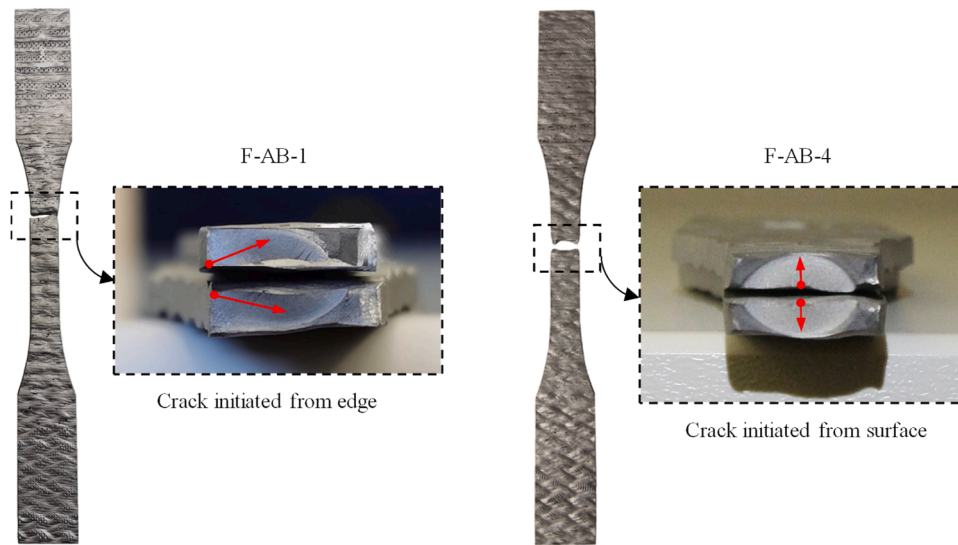 F-AB-1
F-AB-4
Crack initiated from edge
Crack initiated from surface